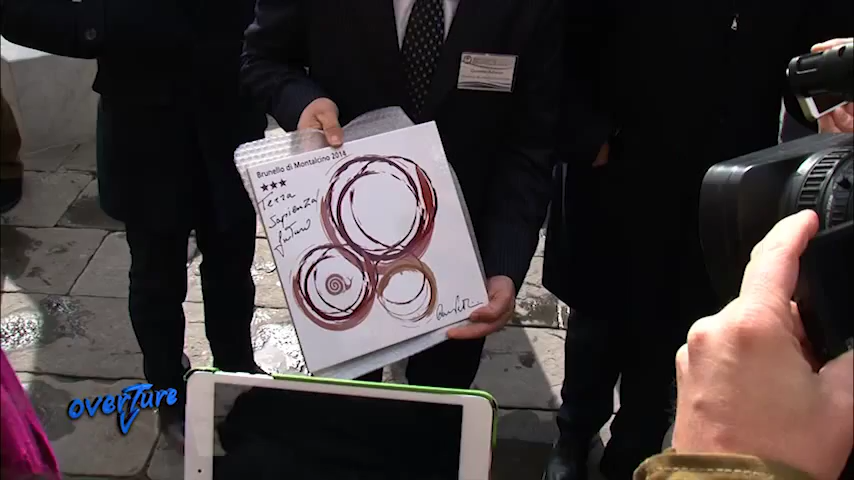 Brunello di Montalcino 2014
★★★
Terra
Sapienza
futuro
overTure